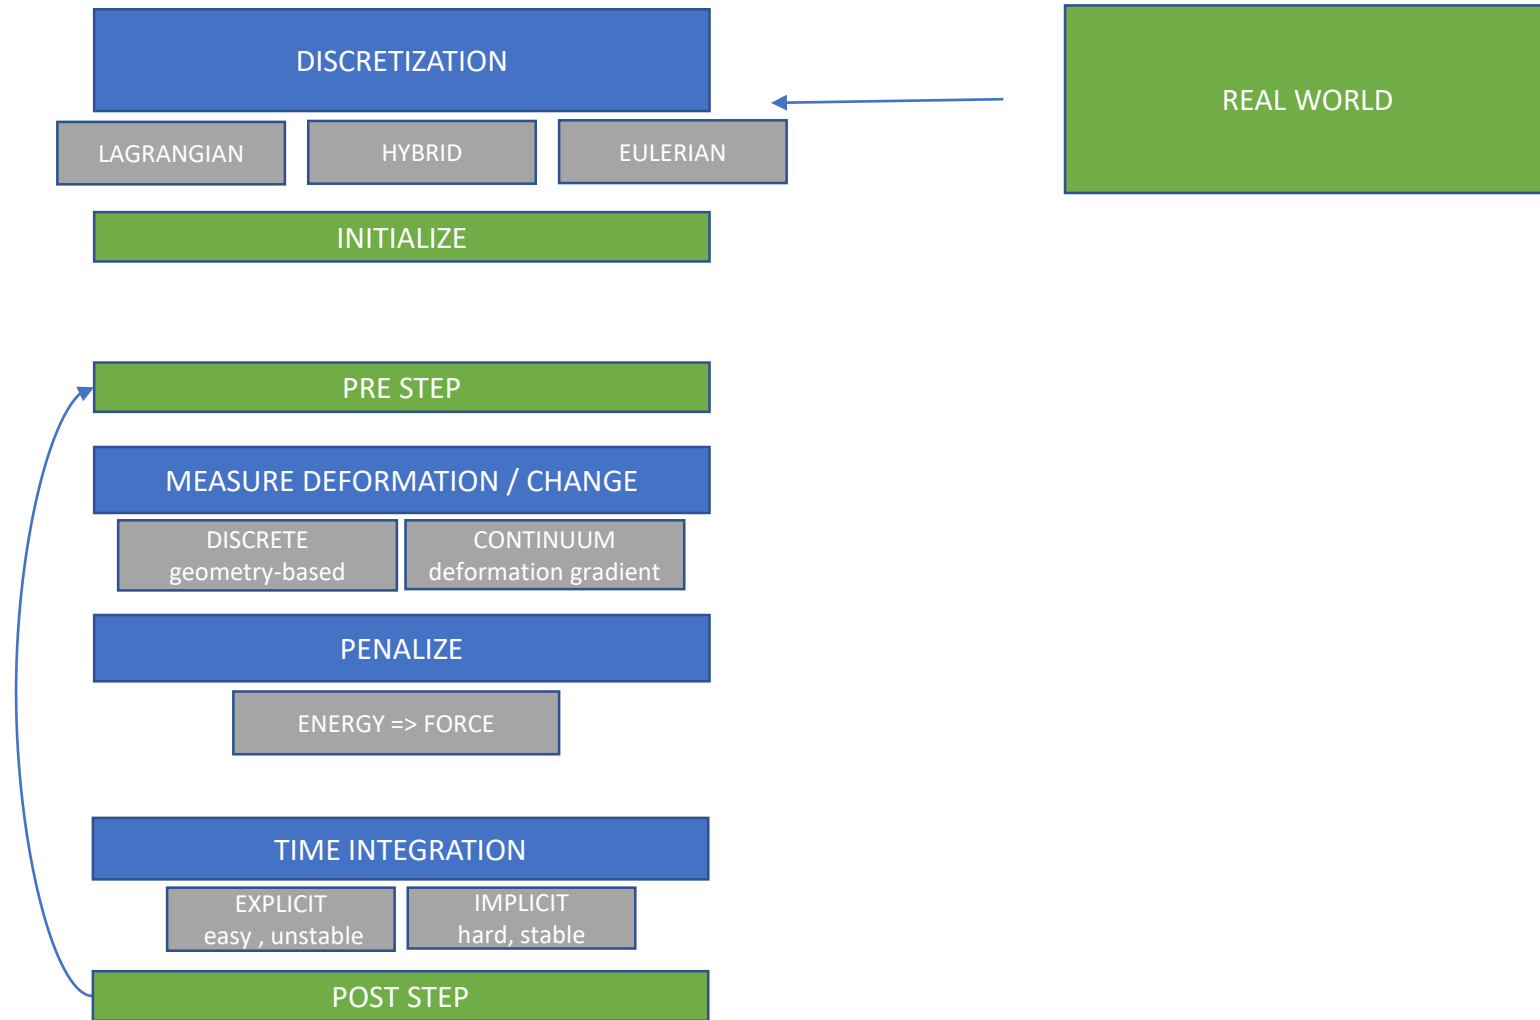 DISCRETIZATION
REAL WORLD
LAGRANGIAN
HYBRID
EULERIAN
INITIALIZE
PRE STEP
MEASURE DEFORMATION / CHANGE
DISCRETE
geometry-based
CONTINUUM
deformation gradient
PENALIZE
ENERGY => FORCE
TIME INTEGRATION
EXPLICIT
easy , unstable
IMPLICIT
hard, stable
POST STEP